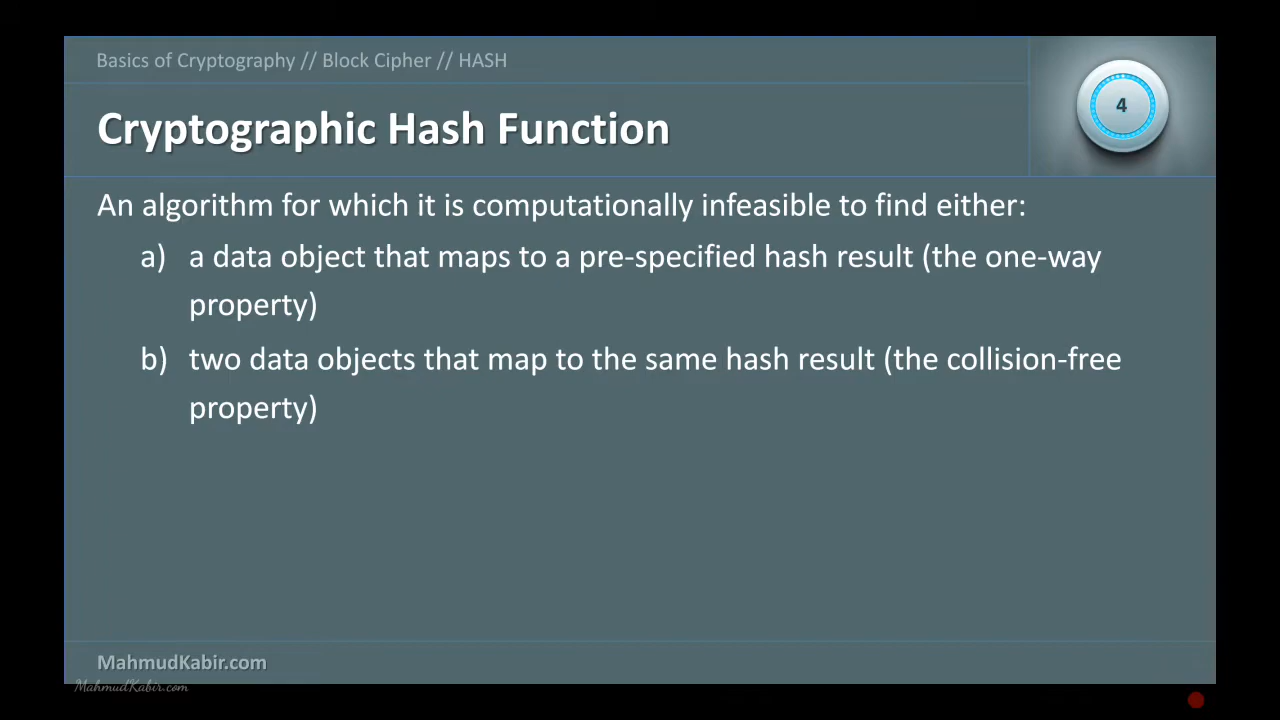 Basics of Cryptography // Block Cipher // HASH
4
Cryptographic Hash Function
An algorithm for which it is computationally infeasible to find either:
a) a data object that maps to a pre-specified hash result (the one-way
property)
b) two data objects that map to the same hash result (the collision-free
property)
MahmudKabir.com
MahmudKabir.com